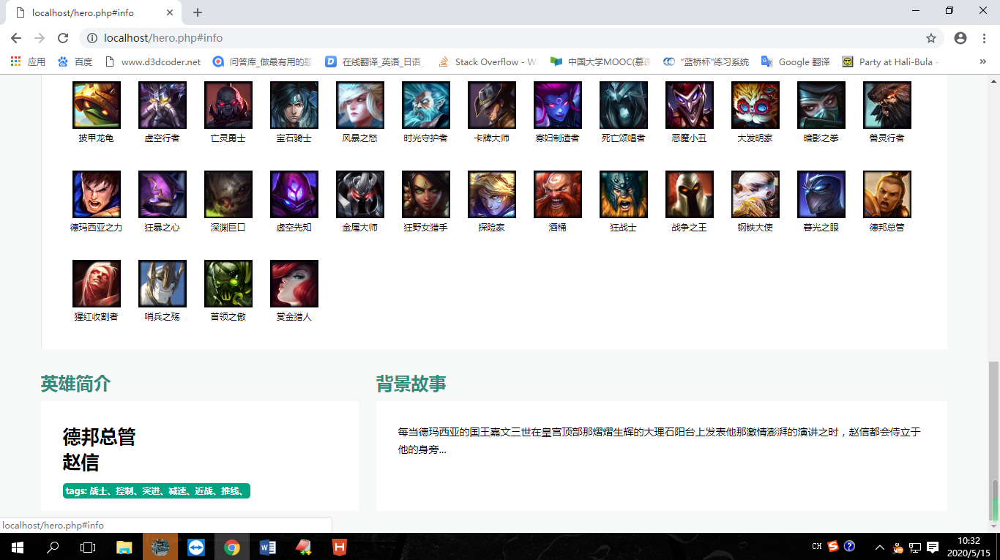 localhost/hero.php#info
localhost/hero.php#info
应用
百度
www.d3dcoder.net
问答库_做最有用的题
在线翻译_英语_日语_
Stack Overflow - W
中国大学MOOC(慕课
“蓝桥杯”练习系统
Google 翻译
Party at Hali-Bula -
»
披甲龙龟 虚空行者 亡灵勇士 宝石骑士 风暴之怒 时光守护者 卡牌大师 寡妇制造者 死亡颂唱者 恶魔小丑 大发明家 暗影之拳 兽灵行者
德玛西亚之力 狂暴之心 深渊巨口 虚空先知 金属大师 狂野女猎手 探险家 酒桶 狂战士 战争之王 钢铁大使 暮光之眼 德邦总管
猩红收割者 哨兵之殇 首领之傲 赏金猎人
英雄简介
德邦总管
赵信
tags: 战士、控制、突进、减速、近战、推线、
背景故事
每当德玛西亚的国王嘉文三世在皇宫顶部那熠熠生辉的大理石阳台上发表他那激情澎湃的演讲之时，赵信都会侍立于
他的身旁...
localhost/hero.php#info
CH
10:32
2020/5/15